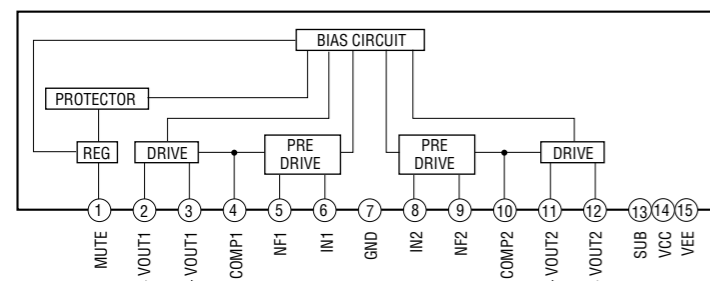 BIAS CIRCUIT
PROTECTOR
REG
DRIVE
PRE
DRIVE
PRE
DRIVE
DRIVE
1
2
3
4
5
6
7
8
9
10
11
12
13
14
15
MUTE
VOUT1
VOUT1
COMP1
NF1
IN1
GND
IN2
NF2
COMP2
VOUT2
VOUT2
SUB
VCC
VEE